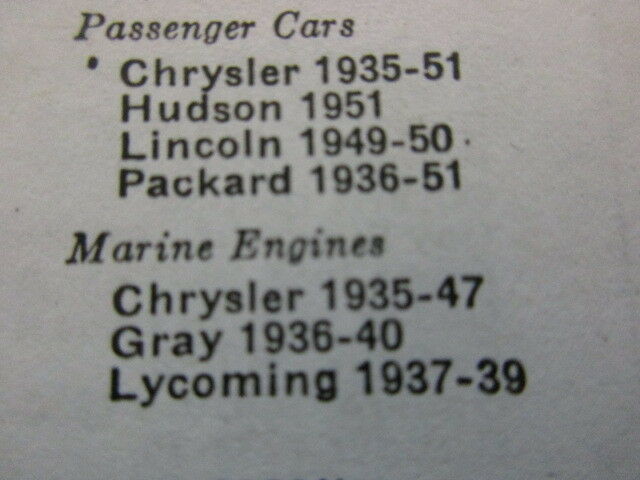 Passenger Cars
Chrysler 1935-51
Hudson 1951
Lincoln 1949-50
Packard 1936-51
Marine Engines
Chrysler 1935-47
Gray 1936-40
Lycoming 1937-39